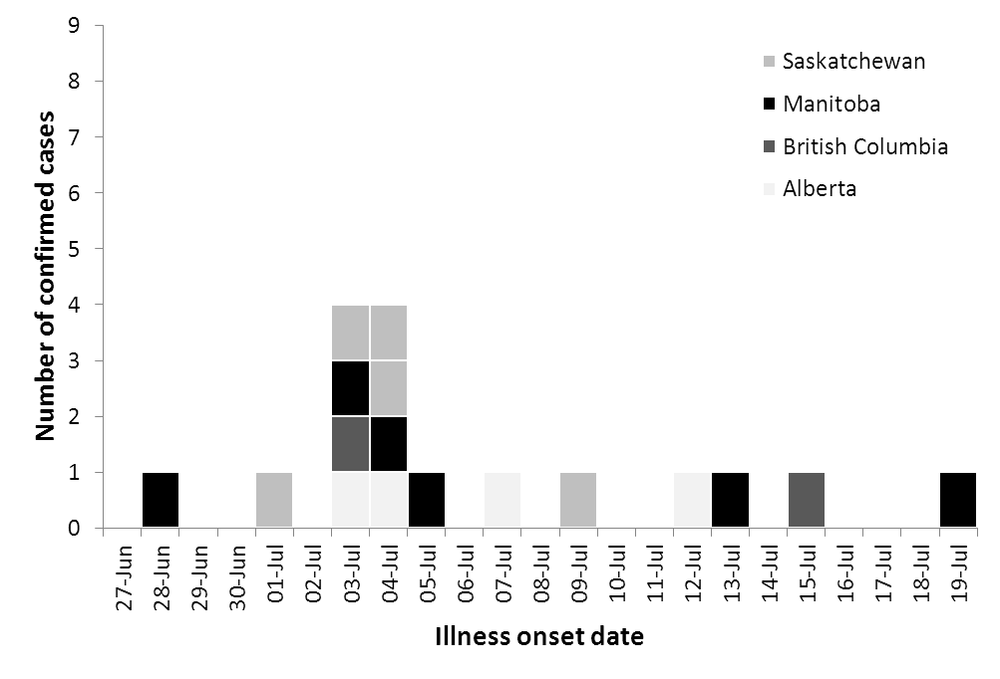 9
8
7
6
5
4
3
2
1
0
Number of confirmed cases
Saskatchewan
Manitoba
British Columbia
Alberta
27-Jun
28-Jun
29-Jun
30-Jun
01-Jul
02-Jul
03-Jul
04-Jul
05-Jul
06-Jul
07-Jul
08-Jul
09-Jul
10-Jul
11-Jul
12-Jul
13-Jul
14-Jul
15-Jul
16-Jul
17-Jul
18-Jul
19-Jul
Illness onset date